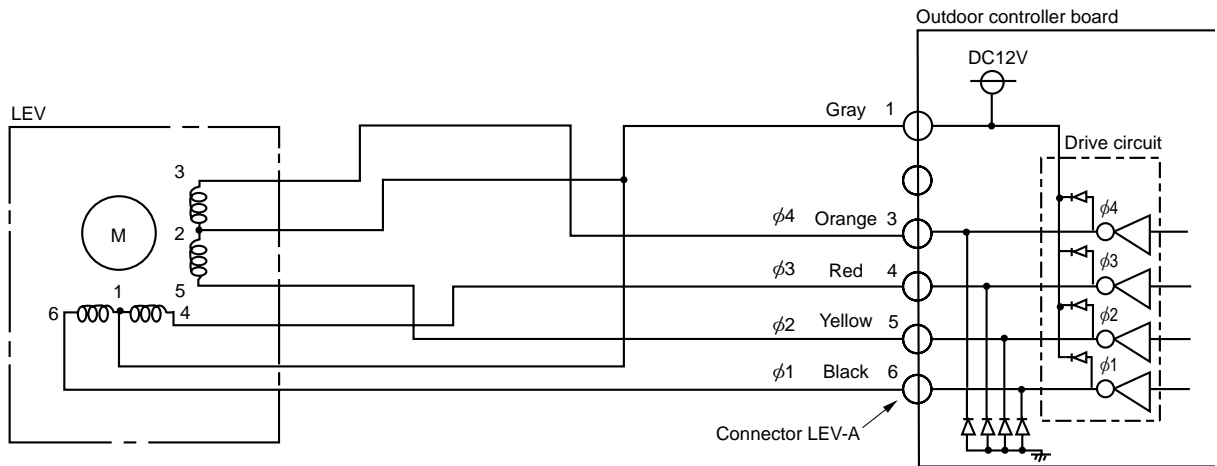 Outdoor controller board
DC12V
LEV
Gray 1
Drive circuit
3
ϕ4
ϕ4 Orange 3
M
2
ϕ3
ϕ3 Red 4
1
5
6
4
ϕ2
ϕ2 Yellow 5
ϕ1
ϕ1 Black 6
Connector LEV-A